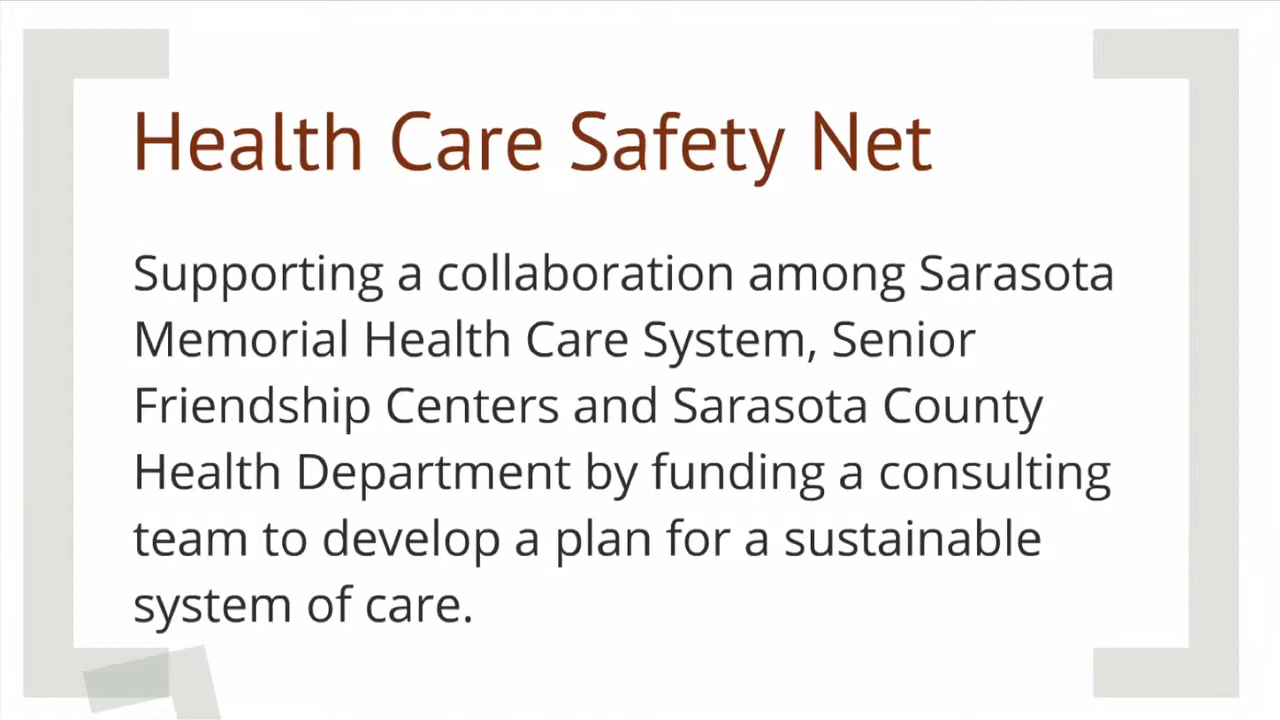 Health Care Safety Net
Supporting a collaboration among Sarasota
Memorial Health Care System, Senior
Friendship Centers and Sarasota County
Health Department by funding a consulting
team to develop a plan for a sustainable
system of care.